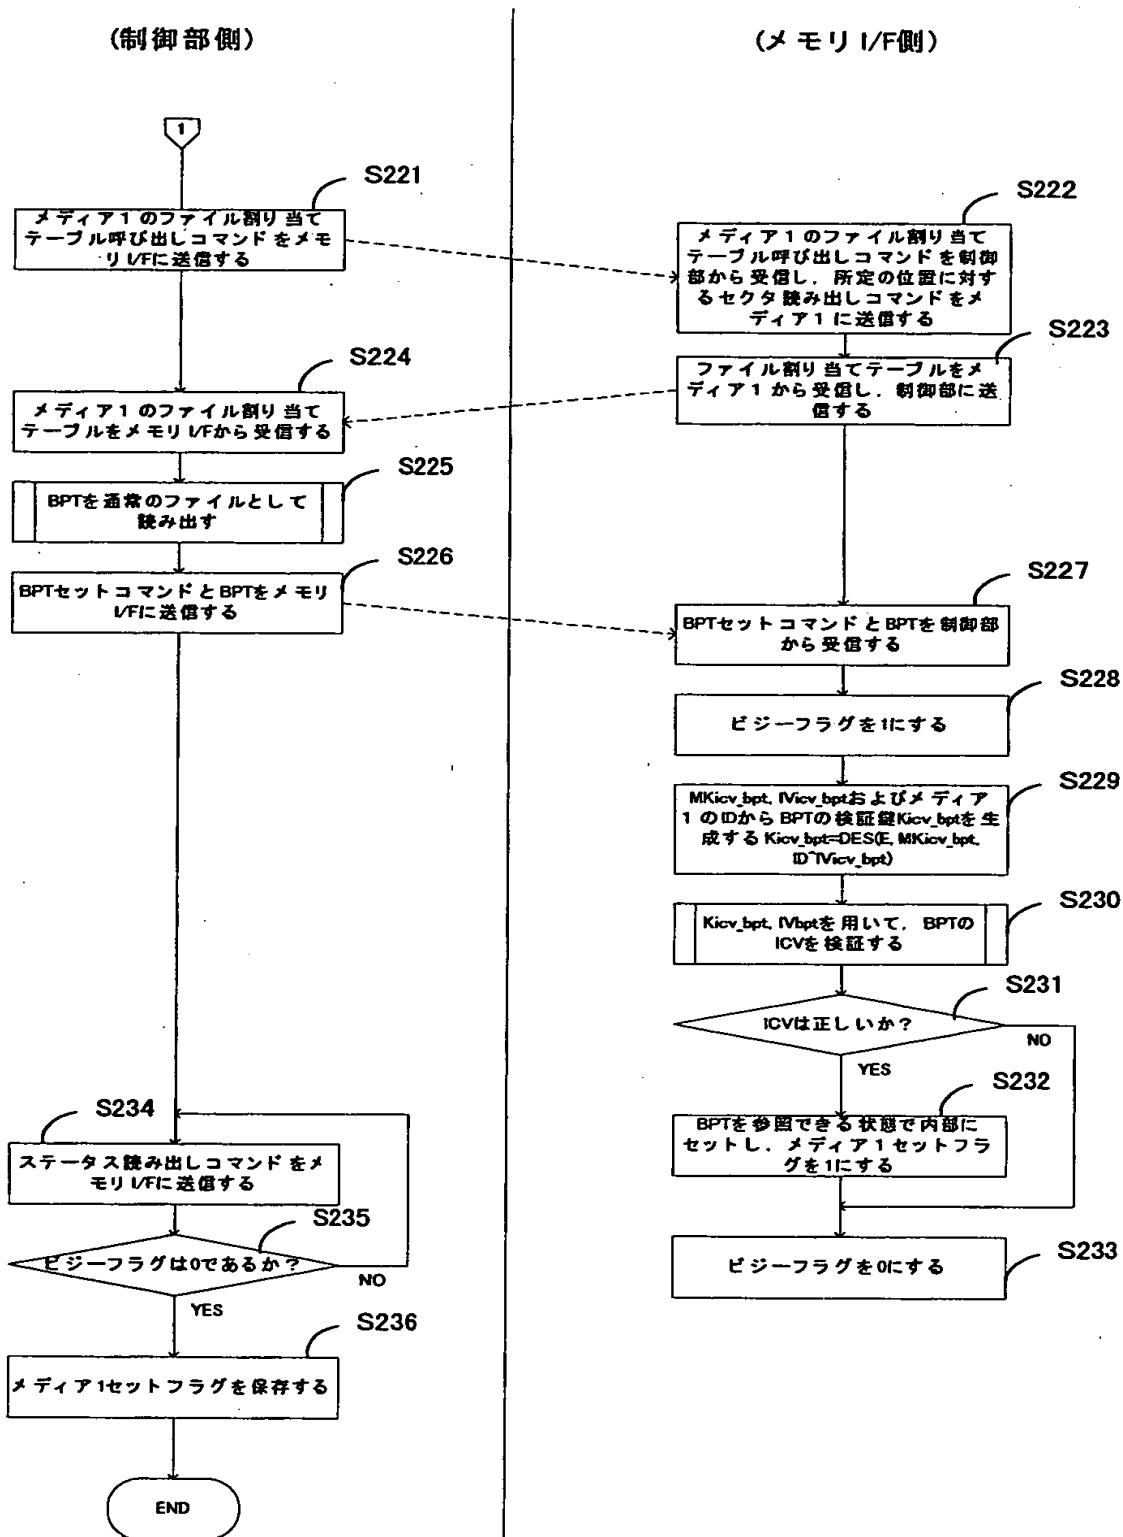 (制御部側)
(メモリI/F側)
1
S221
メディア1のファイル割り当て
テーブル呼び出しコマンドをメモ
リI/Fに送信する
S222
メディア1のファイル割り当て
テーブル呼び出しコマンドを制御
部から受信し、所定の位置に対す
るセクタ読み出しコマンドをメ
ディア1に送信する
S223
ファイル割り当てテーブルをメ
ディア1から受信し、制御部に送
信する
S224
メディア1のファイル割り当て
テーブルをメモリI/Fから受信する
S225
BPTを通常のファイルとして
読み出す
S226
BPTセットコマンドとBPTをメモリ
I/Fに送信する
S227
BPTセットコマンドとBPTを制御部
から受信する
S228
ビジーフラグを1にする
S229
MKicv_bpt, IVicv_bptおよびメディア
1のIDからBPTの検証鍵Kicv_bptを生
成する Kicv_bpt=DES(E, MKicv_bpt,
ID^IVicv_bpt)
S230
Kicv_bpt, IVbptを用いて、BPTの
ICVを検証する
S231
ICVは正しいか?
NO
YES
S232
BPTを参照できる状態で内部に
セットし、メディア1セットフラ
グを1にする
S233
ビジーフラグを0にする
S234
ステータス読み出しコマンドをメ
モリI/Fに送信する
S235
ビジーフラグは0であるか?
NO
YES
S236
メディア1セットフラグを保存する
END